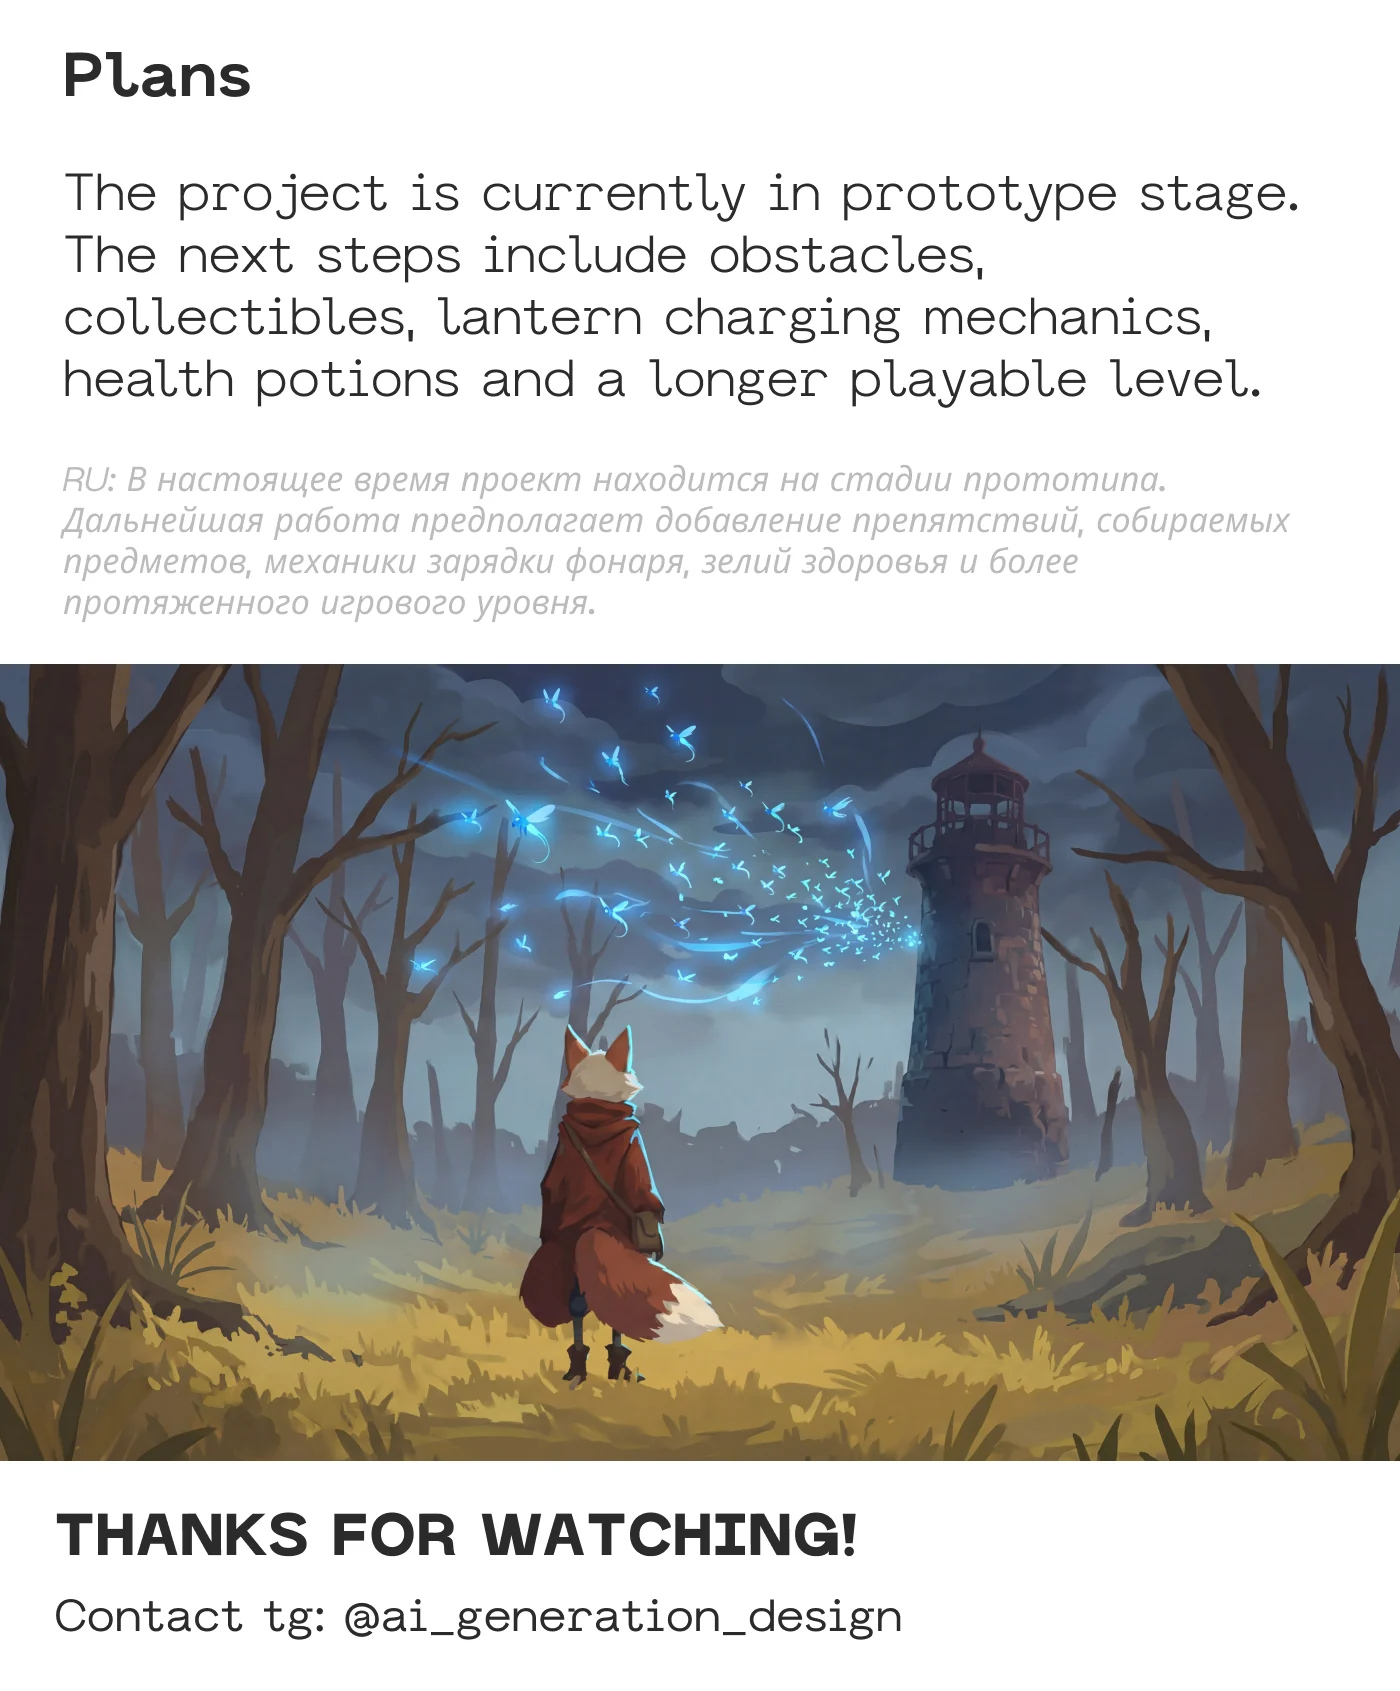 Plans
The project is currently in prototype stage.
The next steps include obstacles,
collectibles, lantern charging mechanics,
health potions and a longer playable level.
RU: В настоящее время проект находится на стадии прототипа.
Дальнейшая работа предполагает добавление препятствий, собираемых
предметов, механики зарядки фонаря, зелий здоровья и более
протяженного игрового уровня.
THANKS FOR WATCHING!
Contact tg: @ai_generation_design